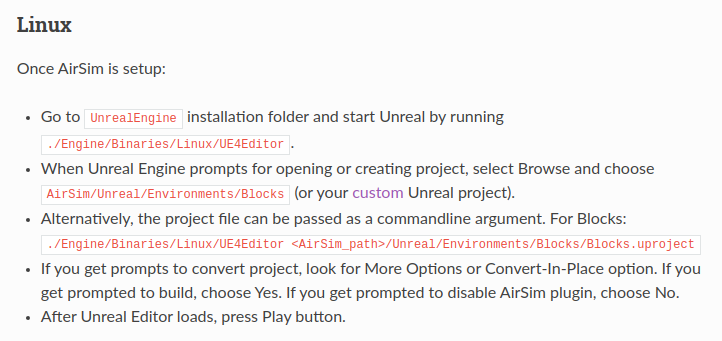 Linux
Once AirSim is setup:
• Go to UnrealEngine installation folder and start Unreal by running
./Engine/Binaries/Linux/UE4Editor.
• When Unreal Engine prompts for opening or creating project, select Browse and choose
AirSim/Unreal/Environments/Blocks (or your custom Unreal project).
• Alternatively, the project file can be passed as a commandline argument. For Blocks:
./Engine/Binaries/Linux/UE4Editor <AirSim_path>/Unreal/Environments/Blocks/Blocks.uproject
• If you get prompts to convert project, look for More Options or Convert-In-Place option. If you
get prompted to build, choose Yes. If you get prompted to disable AirSim plugin, choose No.
• After Unreal Editor loads, press Play button.